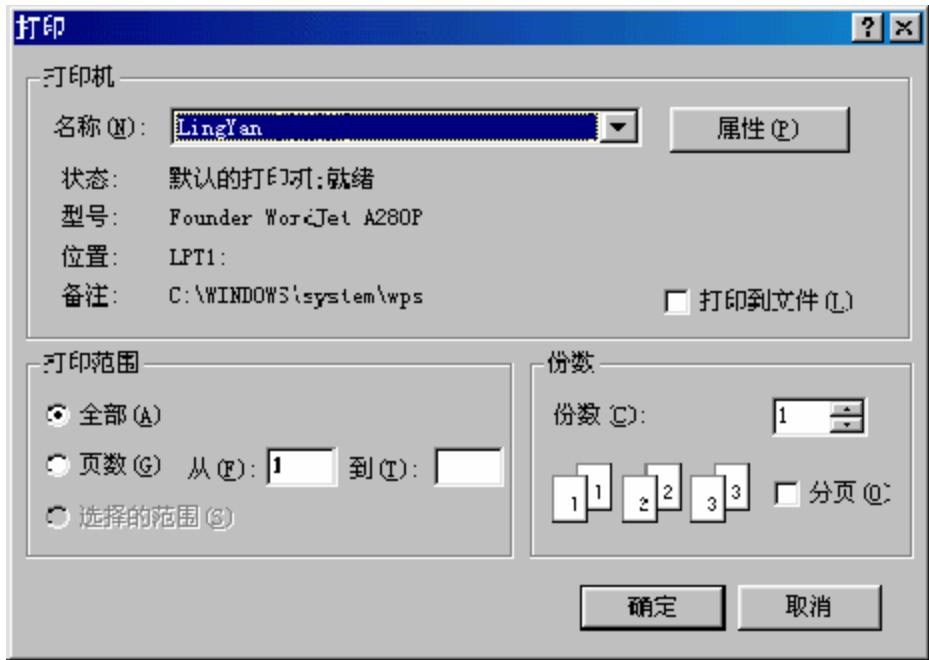 打印
打印机
名称(N): LingYan 属性(P)
状态: 默认的打印机;就绪
型号: Founder WorkJet A280P
位置: LPT1:
备注: C:\WINDOWS\system\wps 打印到文件(L)
打印范围
全部(A)
页数(G) 从(F): 1 到(T):
选择的范围(S)
份数
份数(C): 1
1 1 2 2 3 3 分页(O)
确定 取消